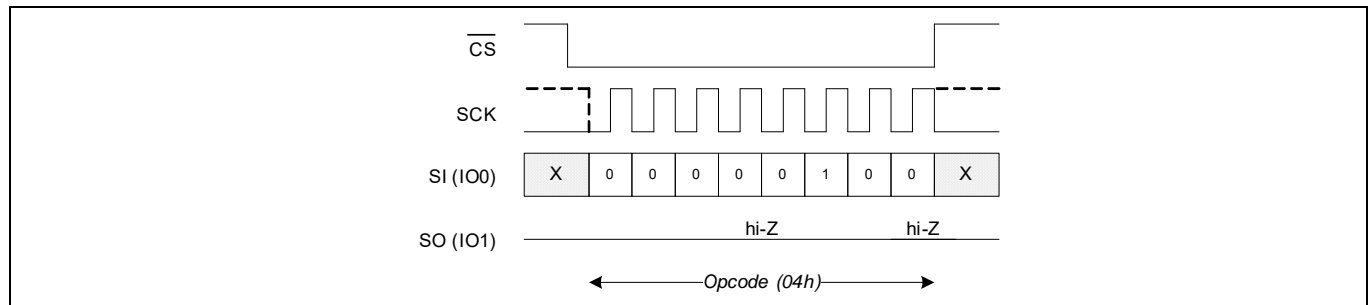 CS
SCK
SI (IO0) X 0 0 0 0 0 1 0 0 X
hi-Z hi-Z
SO (IO1)
Opcode (04h)